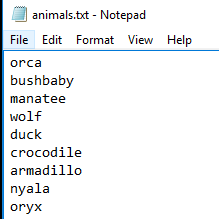 animals.txt - Notepad
File Edit Format View Help
orca
bushbaby
manatee
wolf
duck
crocodile
armadillo
nyala
oryx